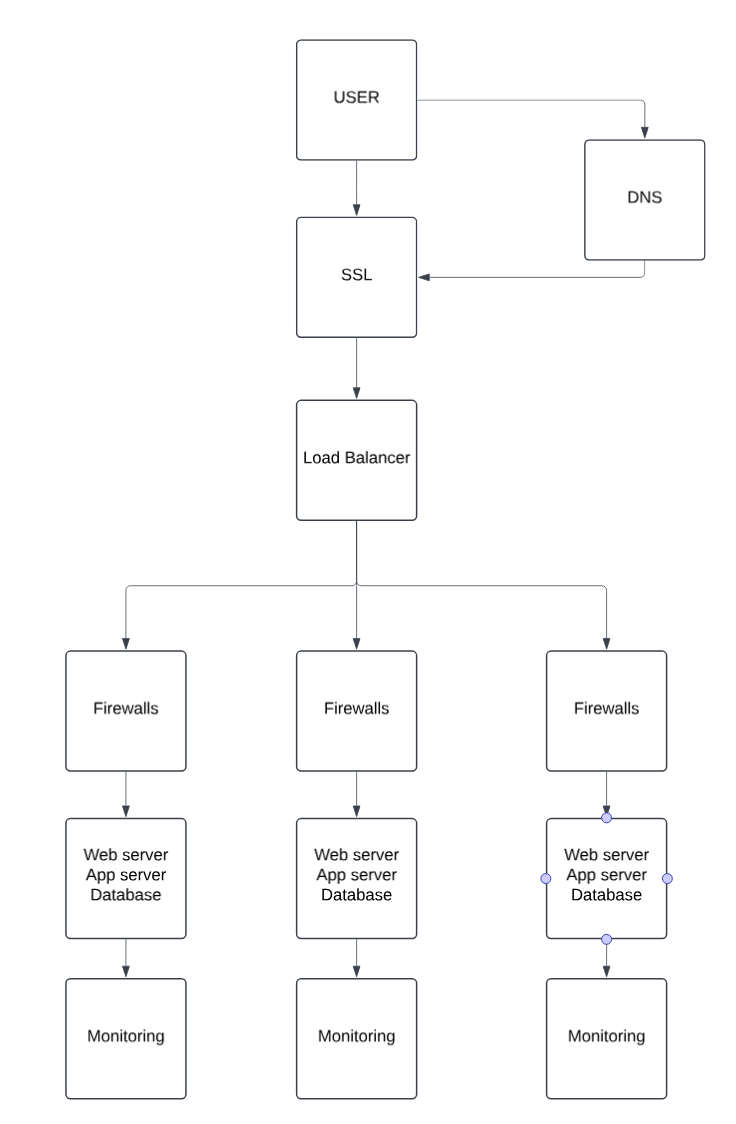 USER
DNS
SSL
Load Balancer
Firewalls
Firewalls
Firewalls
Web server
App server
Database
Web server
App server
Database
Web server
App server
Database
Monitoring
Monitoring
Monitoring